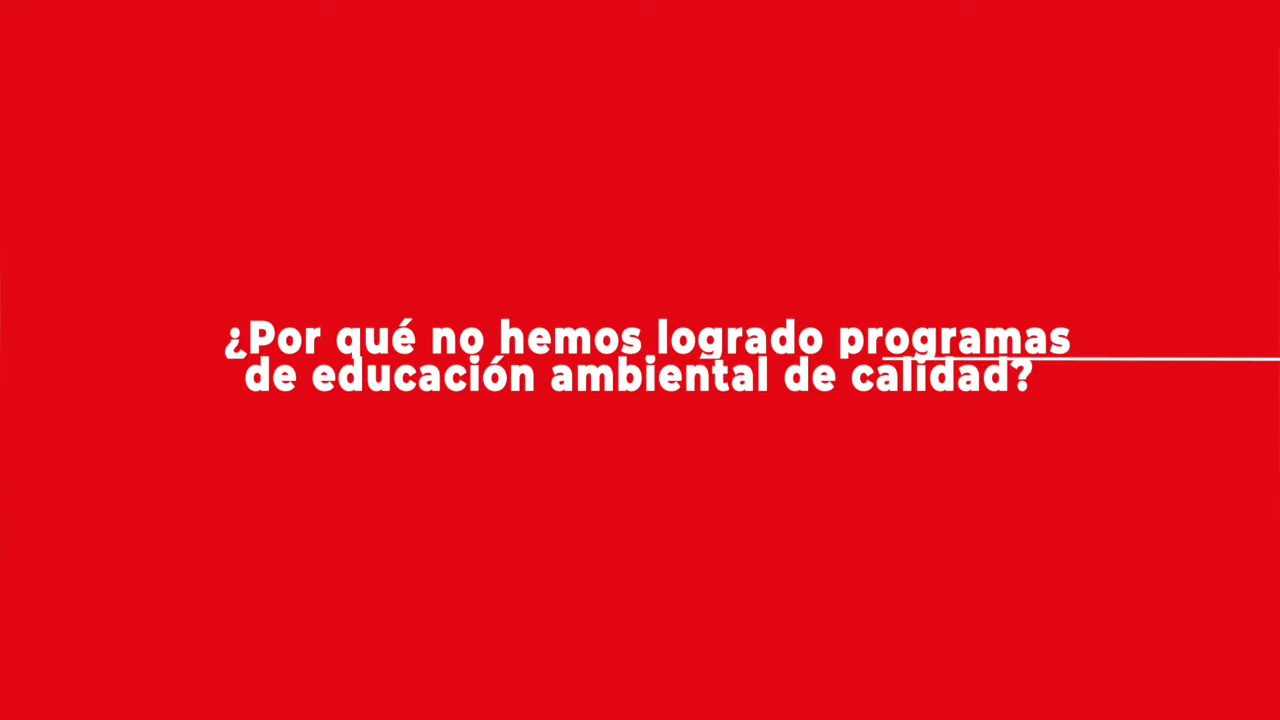 ¿Por qué no hemos logrado programas
de educación ambiental de calidad?